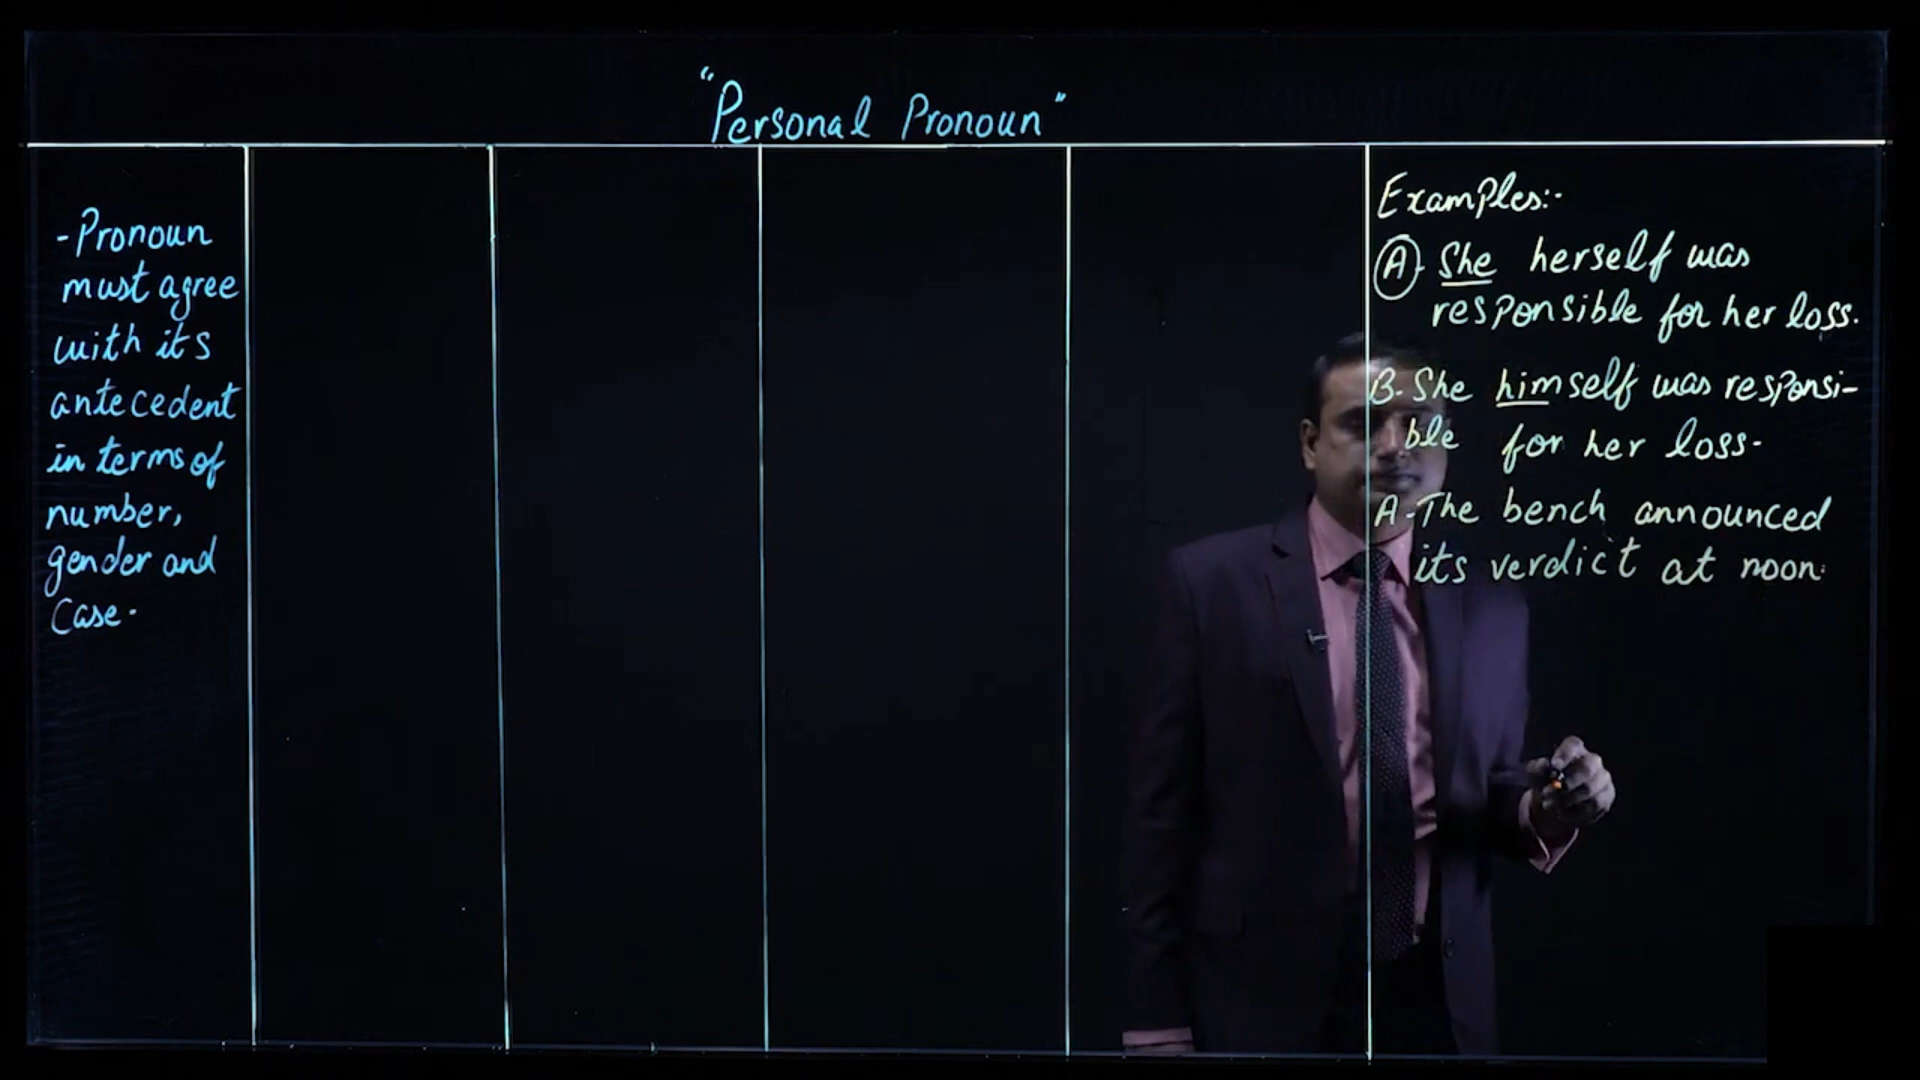 "Personal Pronoun"
-Pronoun
must agree
with its
antecedent
in terms of
number,
gender and
Case.
Examples:-
A. She herself was
responsible for her loss.
B. She himself was responsi-
ble for her loss.
A. The bench announced
its verdict at noon.